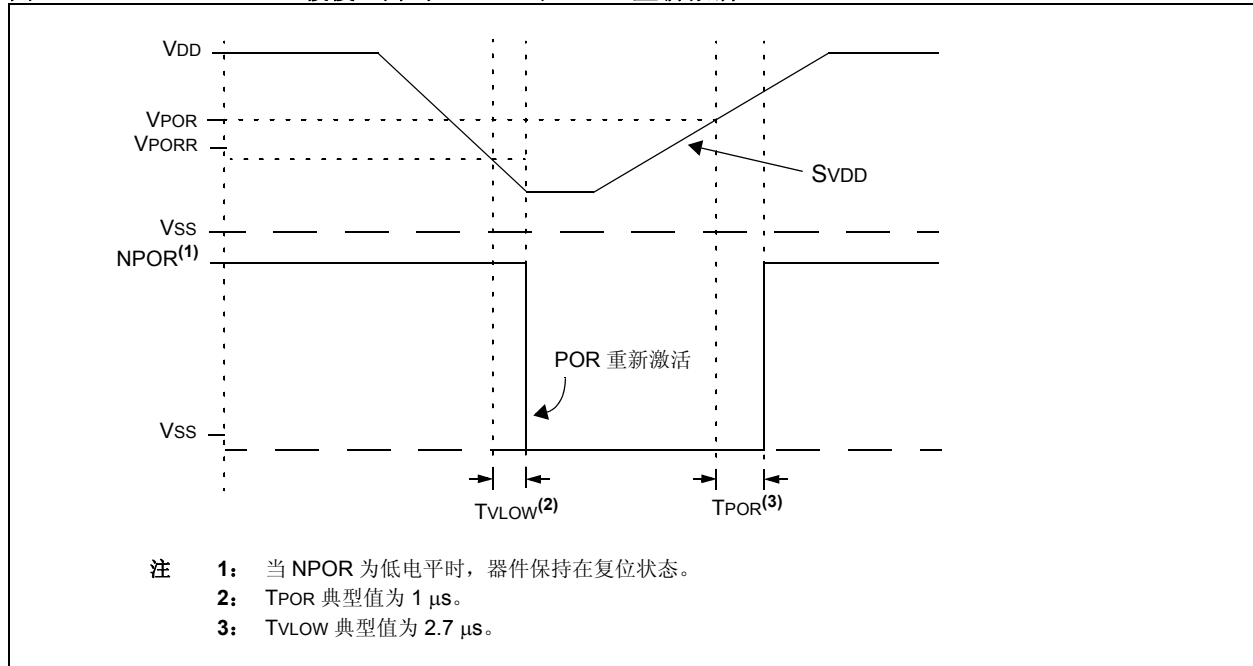 VDD
VPOR
VPORR
SVDD
VSS
NPOR(1)
POR 重新激活
VSS
TVLOW(2)
TPOR(3)
注 1： 当 NPOR 为低电平时，器件保持在复位状态。
2： TPOR 典型值为 1 μs。
3： TVLOW 典型值为 2.7 μs。